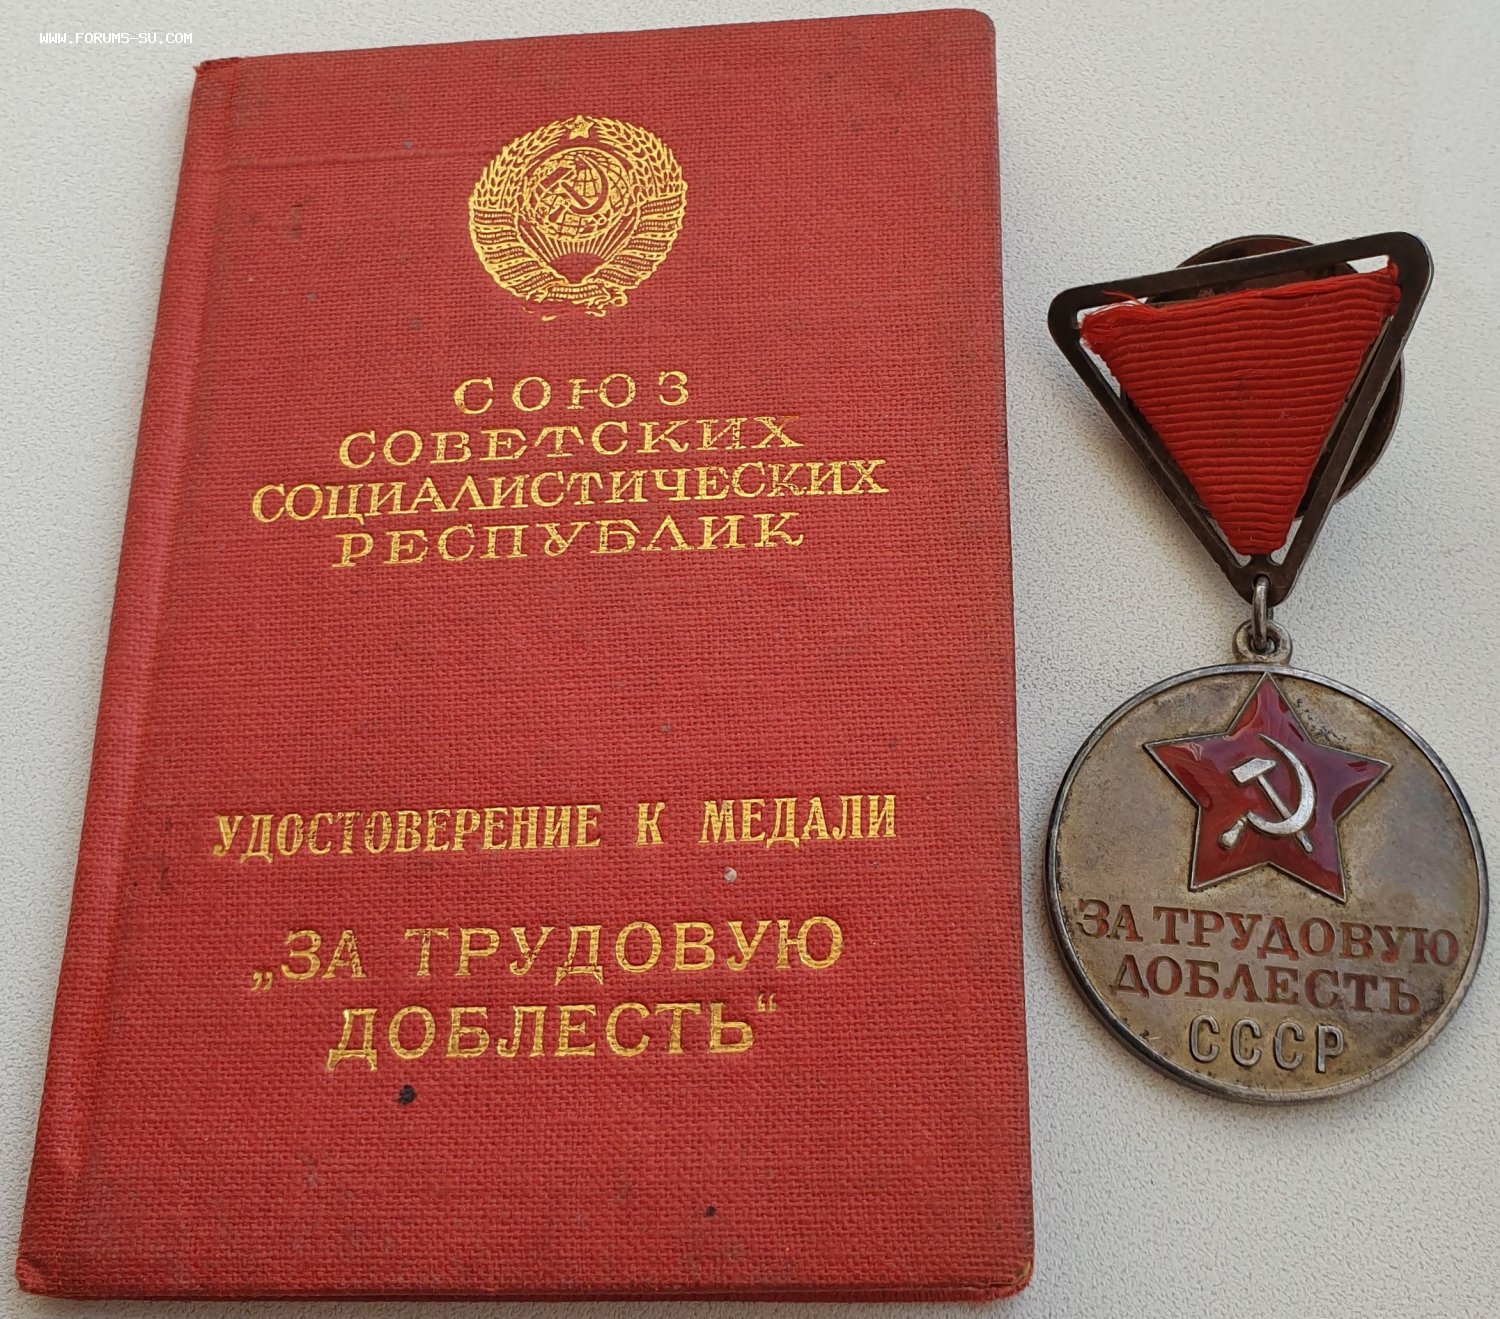 WWW.FORUMS-SU.COM
СОЮЗ
СОВЕТСКИХ
СОЦИАЛИСТИЧЕСКИХ
РЕСПУБЛИК
УДОСТОВЕРЕНИЕ К МЕДАЛИ
„ЗА ТРУДОВУЮ
ДОБЛЕСТЬ“
ЗА ТРУДОВУЮ
ДОБЛЕСТЬ
СССР